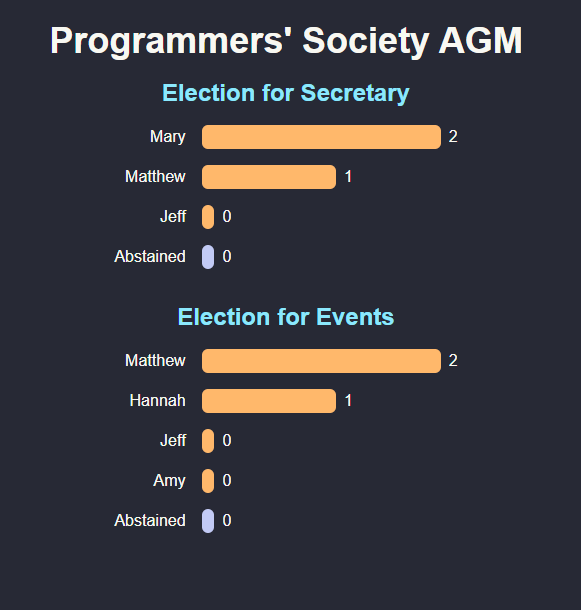 Programmers' Society AGM
Election for Secretary
Mary 2
Matthew 1
Jeff 0
Abstained 0
Election for Events
Matthew 2
Hannah 1
Jeff 0
Amy 0
Abstained 0